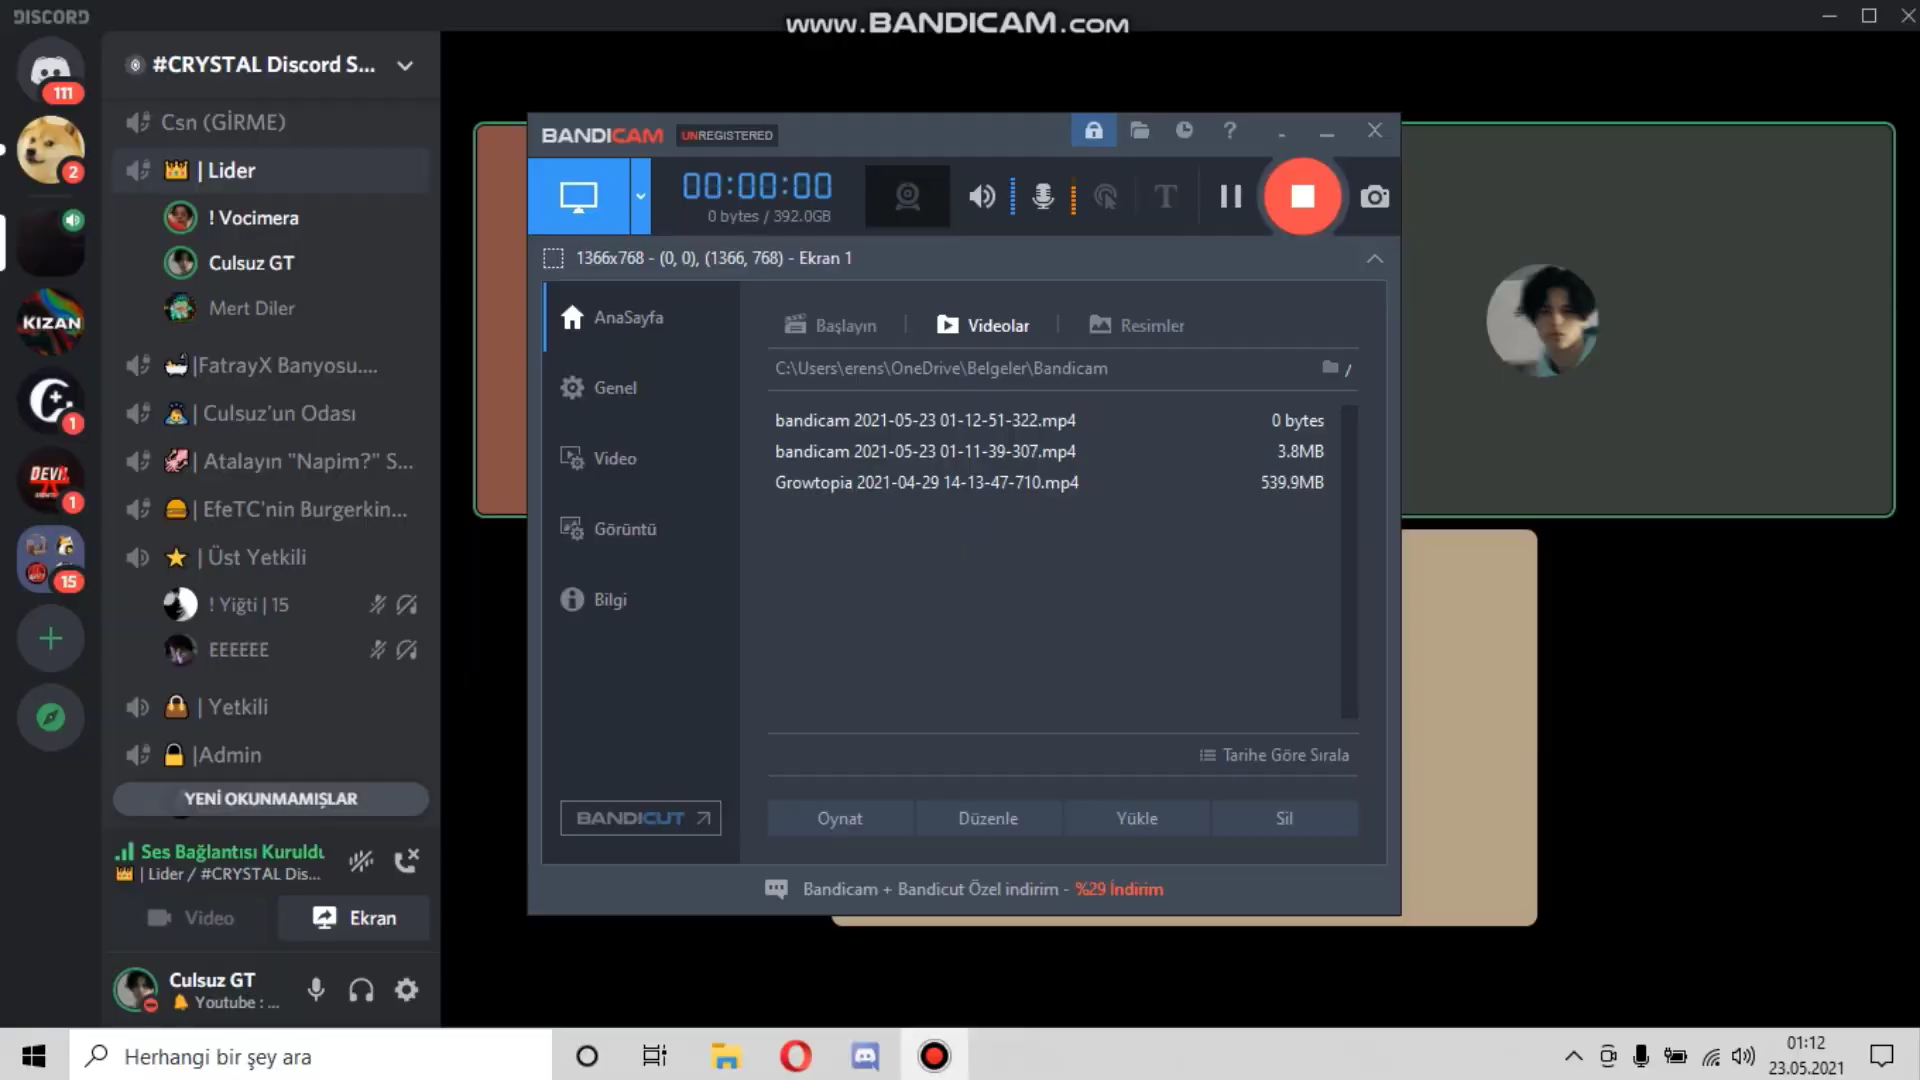 DISCORD
www.BANDICAM.com
111
2
KIZAN
1
DEVIL
1
15
#CRYSTAL Discord S...
Csn (GİRME)
| Lider
! Vocimera
Culsuz GT
Mert Diler
|FatrayX Banyosu....
| Culsuz'un Odası
| Atalayın "Napim?" S...
| EfeTC'nin Burgerkin...
| Üst Yetkili
! Yiğti | 15
EEEEEE
| Yetkili
|Admin
YENİ OKUNMAMIŞLAR
Ses Bağlantısı Kuruldu
| Lider / #CRYSTAL Dis...
Video
Ekran
Culsuz GT
Youtube : ...
BANDICAM UNREGISTERED
00:00:00
0 bytes / 392.0GB
1366x768 - (0, 0), (1366, 768) - Ekran 1
AnaSayfa
Genel
Video
Görüntü
Bilgi
BANDICUT
Başlayın
Videolar
Resimler
C:\Users\erens\OneDrive\Belgeler\Bandicam
bandicam 2021-05-23 01-12-51-322.mp4 0 bytes
bandicam 2021-05-23 01-11-39-307.mp4 3.8MB
Growtopia 2021-04-29 14-13-47-710.mp4 539.9MB
Tarihe Göre Sırala
Oynat
Düzenle
Yükle
Sil
Bandicam + Bandicut Özel indirim - %29 İndirim
Herhangi bir şey ara
01:12
23.05.2021